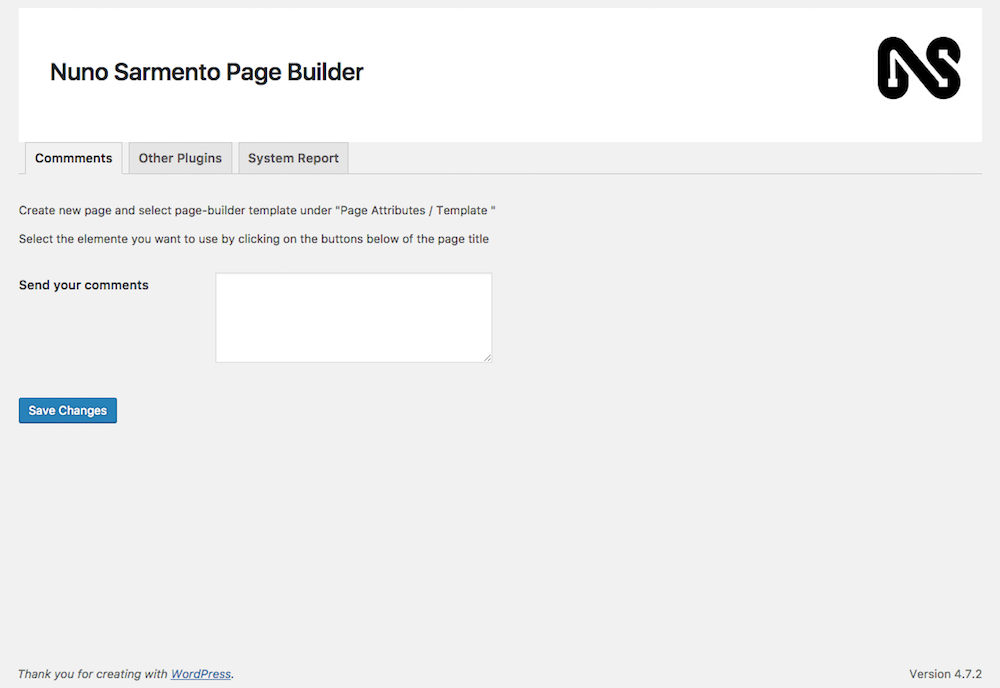 Nuno Sarmento Page Builder
NS
Commments
Other Plugins
System Report
Create new page and select page-builder template under "Page Attributes / Template "
Select the elemente you want to use by clicking on the buttons below of the page title
Send your comments
Save Changes
Thank you for creating with WordPress.
Version 4.7.2